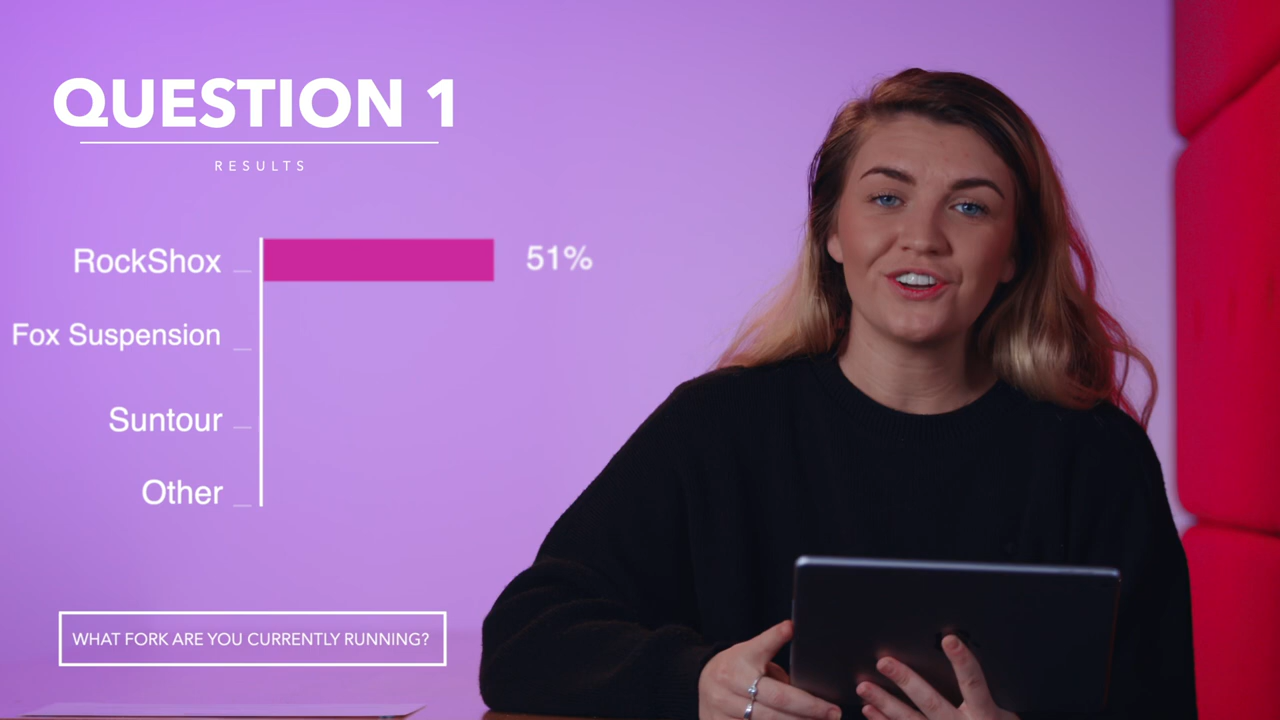 QUESTION 1
RESULTS
RockShox 51%
Fox Suspension
Suntour
Other
WHAT FORK ARE YOU CURRENTLY RUNNING?